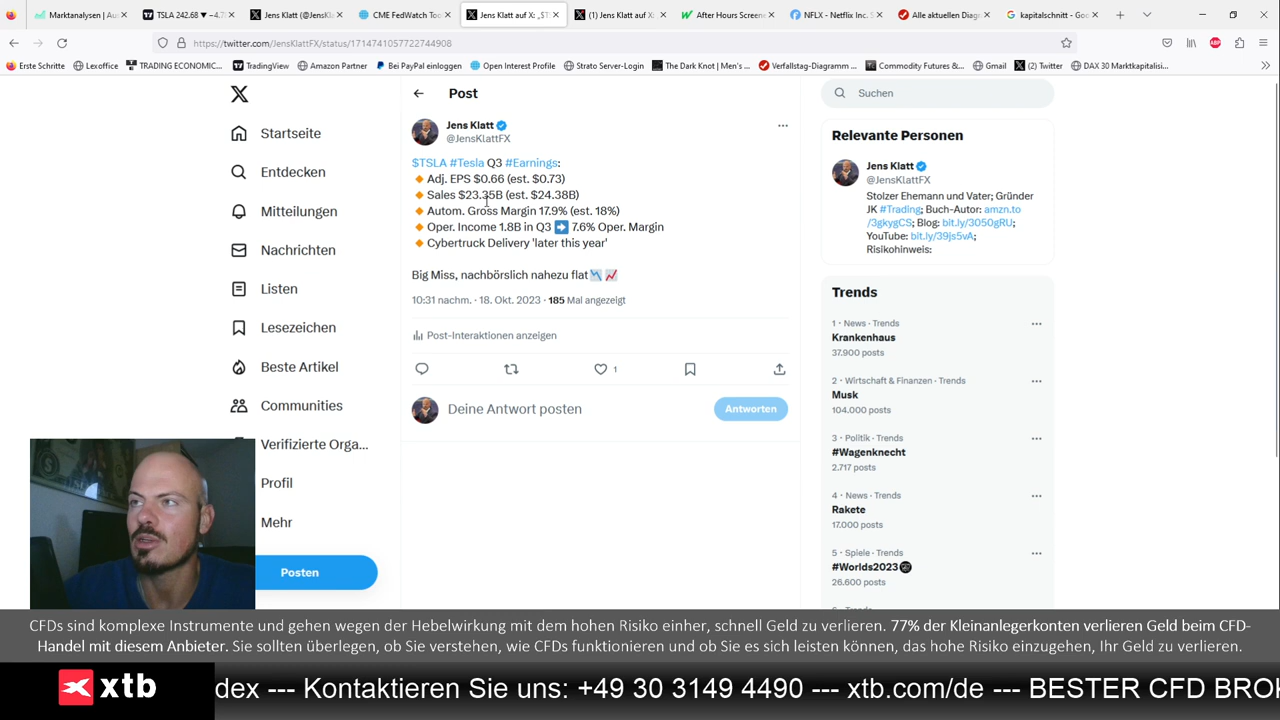 Marktanalysen | Aus
TSLA 242.68 ▼ −4.7
Jens Klatt (@JensKla
CME FedWatch Too
Jens Klatt auf X: „$T
(1) Jens Klatt auf X:
After Hours Screene
NFLX - Netflix Inc. S
Alle aktuellen Diagr
kapitalschnitt - Goo
https://twitter.com/JensKlattFX/status/1714741057722744908
Erste Schritte
Lexoffice
TRADING ECONOMIC...
TradingView
Amazon Partner
Bei PayPal einloggen
Open Interest Profile
Strato Server-Login
The Dark Knot | Men's ...
Verfallstag-Diagramm ...
Commodity Futures &...
Gmail
(2) Twitter
DAX 30 Marktkapitalisi...
Startseite
Entdecken
Mitteilungen
Nachrichten
Listen
Lesezeichen
Beste Artikel
Communities
Verifizierte Orga...
Profil
Mehr
Posten
Post
Jens Klatt
@JensKlattFX
$TSLA #Tesla Q3 #Earnings:
🔸 Adj. EPS $0.66 (est. $0.73)
🔸 Sales $23.35B (est. $24.38B)
🔸 Autom. Gross Margin 17.9% (est. 18%)
🔸 Oper. Income 1.8B in Q3 ➡️ 7.6% Oper. Margin
🔸 Cybertruck Delivery 'later this year'
Big Miss, nachbörslich nahezu flat📉📈
10:31 nachm. · 18. Okt. 2023 · 185 Mal angezeigt
Post-Interaktionen anzeigen
1
Deine Antwort posten
Antworten
Suchen
Relevante Personen
Jens Klatt
@JensKlattFX
Stolzer Ehemann und Vater; Gründer
JK #Trading; Buch-Autor: amzn.to
/3gkygCS; Blog: bit.ly/3050gRU;
YouTube: bit.ly/39js5vA;
Risikohinweis:
Trends
1 · News · Trends
Krankenhaus
37.900 posts
2 · Wirtschaft & Finanzen · Trends
Musk
104.000 posts
3 · Politik · Trends
#Wagenknecht
2.717 posts
4 · News · Trends
Rakete
17.000 posts
5 · Spiele · Trends
#Worlds2023
26.600 posts
CFDs sind komplexe Instrumente und gehen wegen der Hebelwirkung mit dem hohen Risiko einher, schnell Geld zu verlieren. 77% der Kleinanlegerkonten verlieren Geld beim CFD-
Handel mit diesem Anbieter. Sie sollten überlegen, ob Sie verstehen, wie CFDs funktionieren und ob Sie es sich leisten können, das hohe Risiko einzugehen, Ihr Geld zu verlieren.
xtb
dex --- Kontaktieren Sie uns: +49 30 3149 4490 --- xtb.com/de --- BESTER CFD BROK